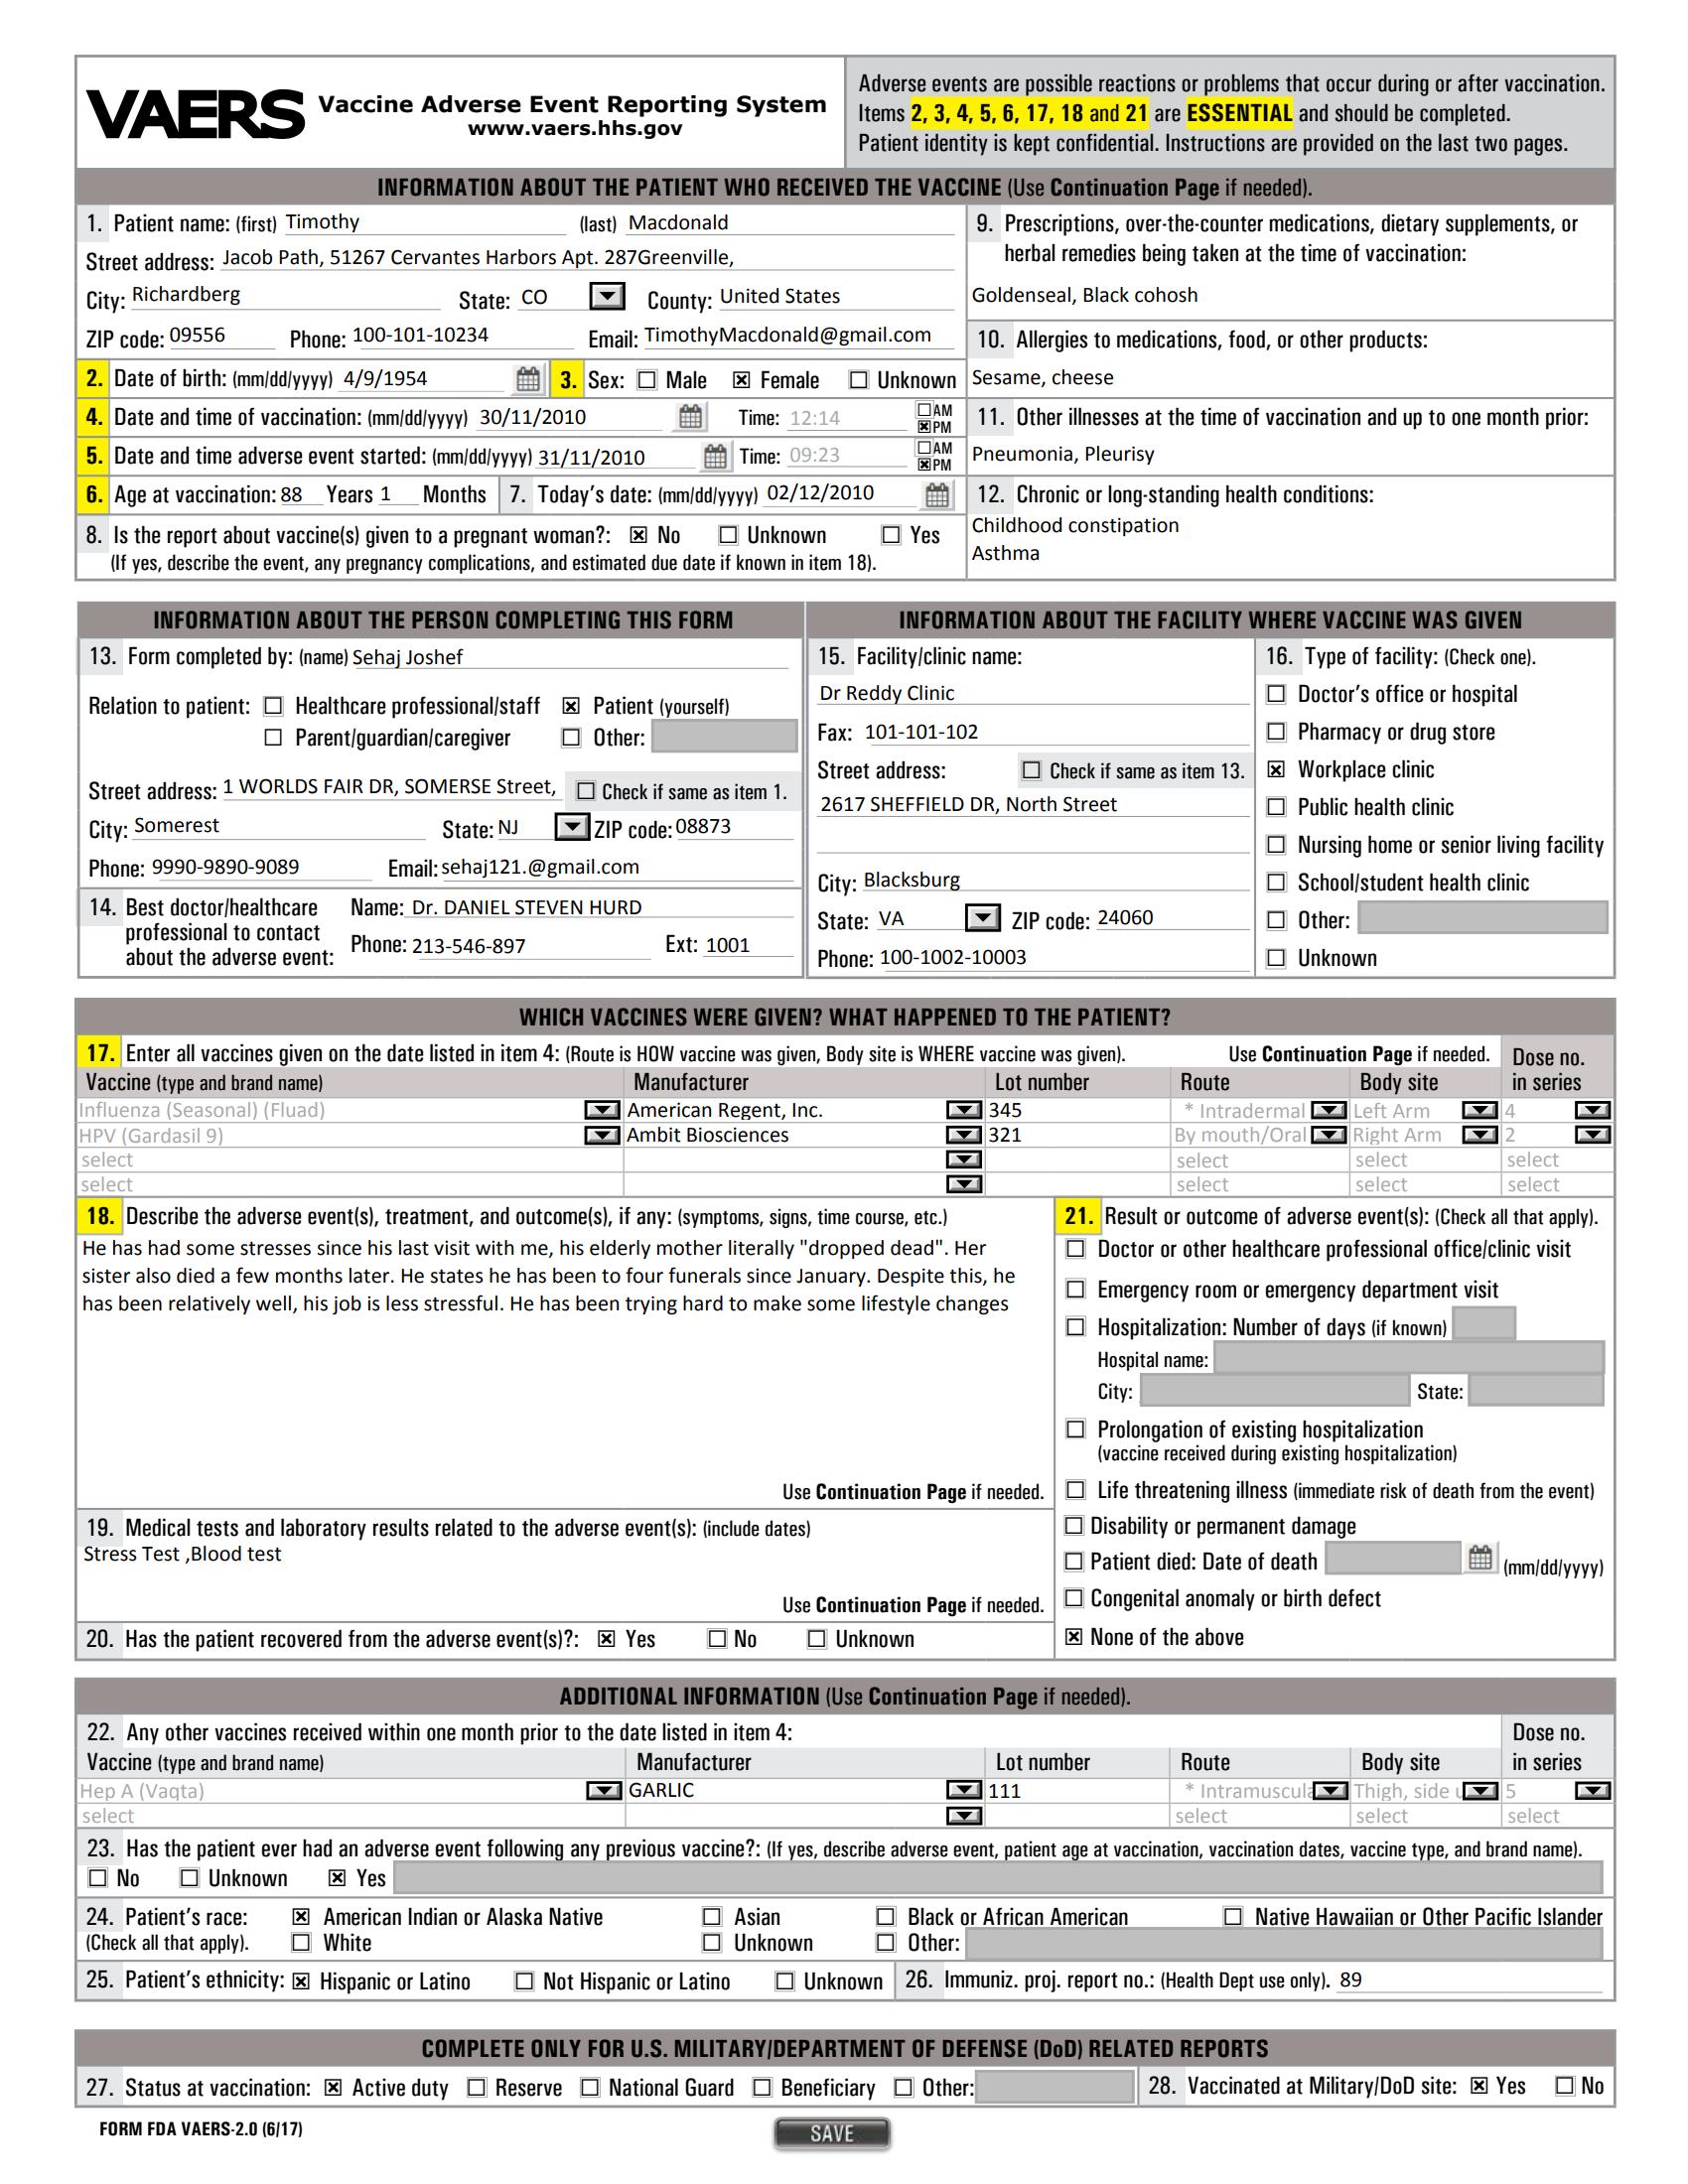 VAERS Vaccine Adverse Event Reporting System
www.vaers.hhs.gov
Adverse events are possible reactions or problems that occur during or after vaccination.
Items 2, 3, 4, 5, 6, 17, 18 and 21 are ESSENTIAL and should be completed.
Patient identity is kept confidential. Instructions are provided on the last two pages.
INFORMATION ABOUT THE PATIENT WHO RECEIVED THE VACCINE (Use Continuation Page if needed).
1. Patient name: (first) Timothy (last) Macdonald
Street address: Jacob Path, 51267 Cervantes Harbors Apt. 287Greenville,
City: Richardberg State: CO County: United States
ZIP code: 09556 Phone: 100-101-10234 Email: TimothyMacdonald@gmail.com
2. Date of birth: (mm/dd/yyyy) 4/9/1954 3. Sex: Male Female Unknown
4. Date and time of vaccination: (mm/dd/yyyy) 30/11/2010 Time: 12:14 AM PM
5. Date and time adverse event started: (mm/dd/yyyy) 31/11/2010 Time: 09:23 AM PM
6. Age at vaccination: 88 Years 1 Months 7. Today's date: (mm/dd/yyyy) 02/12/2010
8. Is the report about vaccine(s) given to a pregnant woman?: No Unknown Yes
(If yes, describe the event, any pregnancy complications, and estimated due date if known in item 18).
9. Prescriptions, over-the-counter medications, dietary supplements, or
herbal remedies being taken at the time of vaccination:
Goldenseal, Black cohosh
10. Allergies to medications, food, or other products:
Sesame, cheese
11. Other illnesses at the time of vaccination and up to one month prior:
Pneumonia, Pleurisy
12. Chronic or long-standing health conditions:
Childhood constipation
Asthma
INFORMATION ABOUT THE PERSON COMPLETING THIS FORM
13. Form completed by: (name) Sehaj Joshef
Relation to patient: Healthcare professional/staff Patient (yourself)
Parent/guardian/caregiver Other:
Street address: 1 WORLDS FAIR DR, SOMERSE Street, Check if same as item 1.
City: Somerest State: NJ ZIP code: 08873
Phone: 9990-9890-9089 Email: sehaj121.@gmail.com
14. Best doctor/healthcare professional to contact about the adverse event:
Name: Dr. DANIEL STEVEN HURD
Phone: 213-546-897 Ext: 1001
INFORMATION ABOUT THE FACILITY WHERE VACCINE WAS GIVEN
15. Facility/clinic name:
Dr Reddy Clinic
Fax: 101-101-102
Street address: Check if same as item 13.
2617 SHEFFIELD DR, North Street
City: Blacksburg
State: VA ZIP code: 24060
Phone: 100-1002-10003
16. Type of facility: (Check one).
Doctor's office or hospital
Pharmacy or drug store
Workplace clinic
Public health clinic
Nursing home or senior living facility
School/student health clinic
Other:
Unknown
WHICH VACCINES WERE GIVEN? WHAT HAPPENED TO THE PATIENT?
17. Enter all vaccines given on the date listed in item 4: (Route is HOW vaccine was given, Body site is WHERE vaccine was given). Use Continuation Page if needed.
Vaccine (type and brand name) Manufacturer Lot number Route Body site Dose no. in series
Influenza (Seasonal) (Fluad) American Regent, Inc. 345 * Intradermal Left Arm 4
HPV (Gardasil 9) Ambit Biosciences 321 By mouth/Oral Right Arm 2
select select select select
select select select select
18. Describe the adverse event(s), treatment, and outcome(s), if any: (symptoms, signs, time course, etc.)
He has had some stresses since his last visit with me, his elderly mother literally "dropped dead". Her
sister also died a few months later. He states he has been to four funerals since January. Despite this, he
has been relatively well, his job is less stressful. He has been trying hard to make some lifestyle changes
Use Continuation Page if needed.
19. Medical tests and laboratory results related to the adverse event(s): (include dates)
Stress Test ,Blood test
Use Continuation Page if needed.
20. Has the patient recovered from the adverse event(s)?: Yes No Unknown
21. Result or outcome of adverse event(s): (Check all that apply).
Doctor or other healthcare professional office/clinic visit
Emergency room or emergency department visit
Hospitalization: Number of days (if known)
Hospital name:
City: State:
Prolongation of existing hospitalization
(vaccine received during existing hospitalization)
Life threatening illness (immediate risk of death from the event)
Disability or permanent damage
Patient died: Date of death (mm/dd/yyyy)
Congenital anomaly or birth defect
None of the above
ADDITIONAL INFORMATION (Use Continuation Page if needed).
22. Any other vaccines received within one month prior to the date listed in item 4:
Vaccine (type and brand name) Manufacturer Lot number Route Body site Dose no. in series
Hep A (Vaqta) GARLIC 111 * Intramuscula Thigh, side u 5
select select select select
23. Has the patient ever had an adverse event following any previous vaccine?: (If yes, describe adverse event, patient age at vaccination, vaccination dates, vaccine type, and brand name).
No Unknown Yes
24. Patient's race: American Indian or Alaska Native Asian Black or African American Native Hawaiian or Other Pacific Islander
(Check all that apply). White Unknown Other:
25. Patient's ethnicity: Hispanic or Latino Not Hispanic or Latino Unknown 26. Immuniz. proj. report no.: (Health Dept use only). 89
COMPLETE ONLY FOR U.S. MILITARY/DEPARTMENT OF DEFENSE (DoD) RELATED REPORTS
27. Status at vaccination: Active duty Reserve National Guard Beneficiary Other: 28. Vaccinated at Military/DoD site: Yes No
FORM FDA VAERS-2.0 (6/17)
SAVE